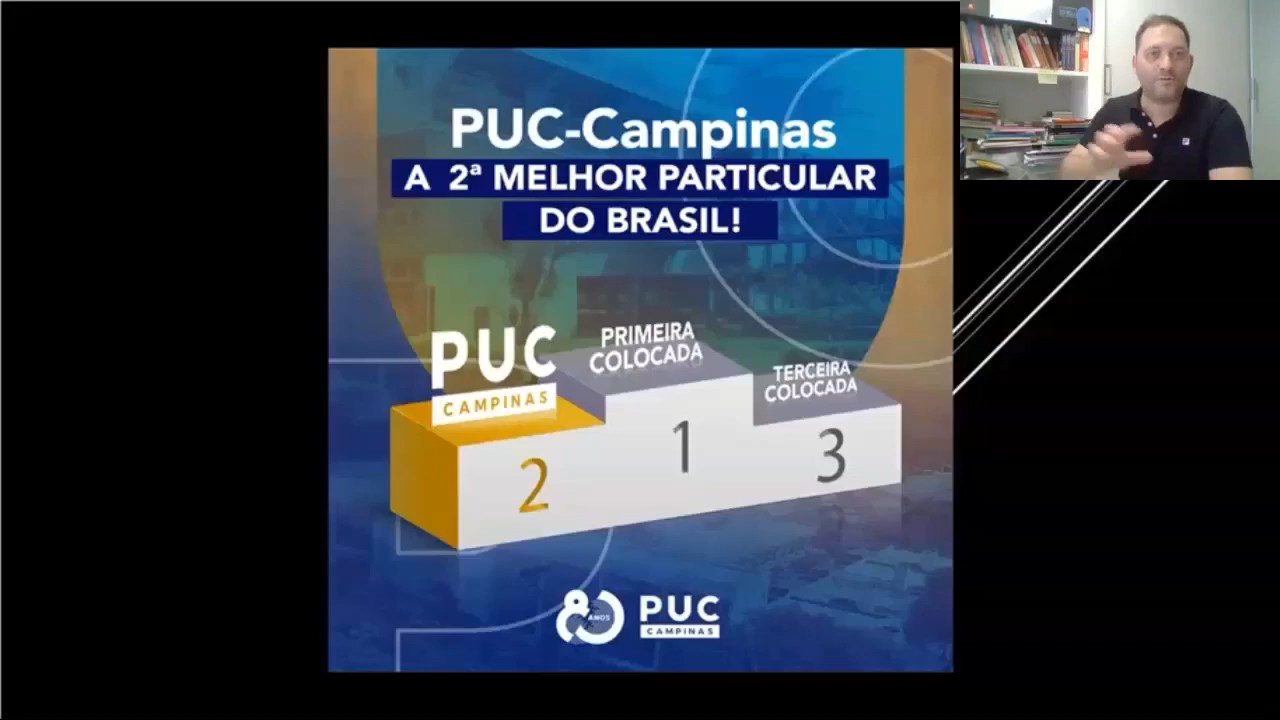 PUC-Campinas
A 2ª MELHOR PARTICULAR
DO BRASIL!
PUC
CAMPINAS
PRIMEIRA
COLOCADA
TERCEIRA
COLOCADA
2
1
3
80
ANOS
PUC
CAMPINAS